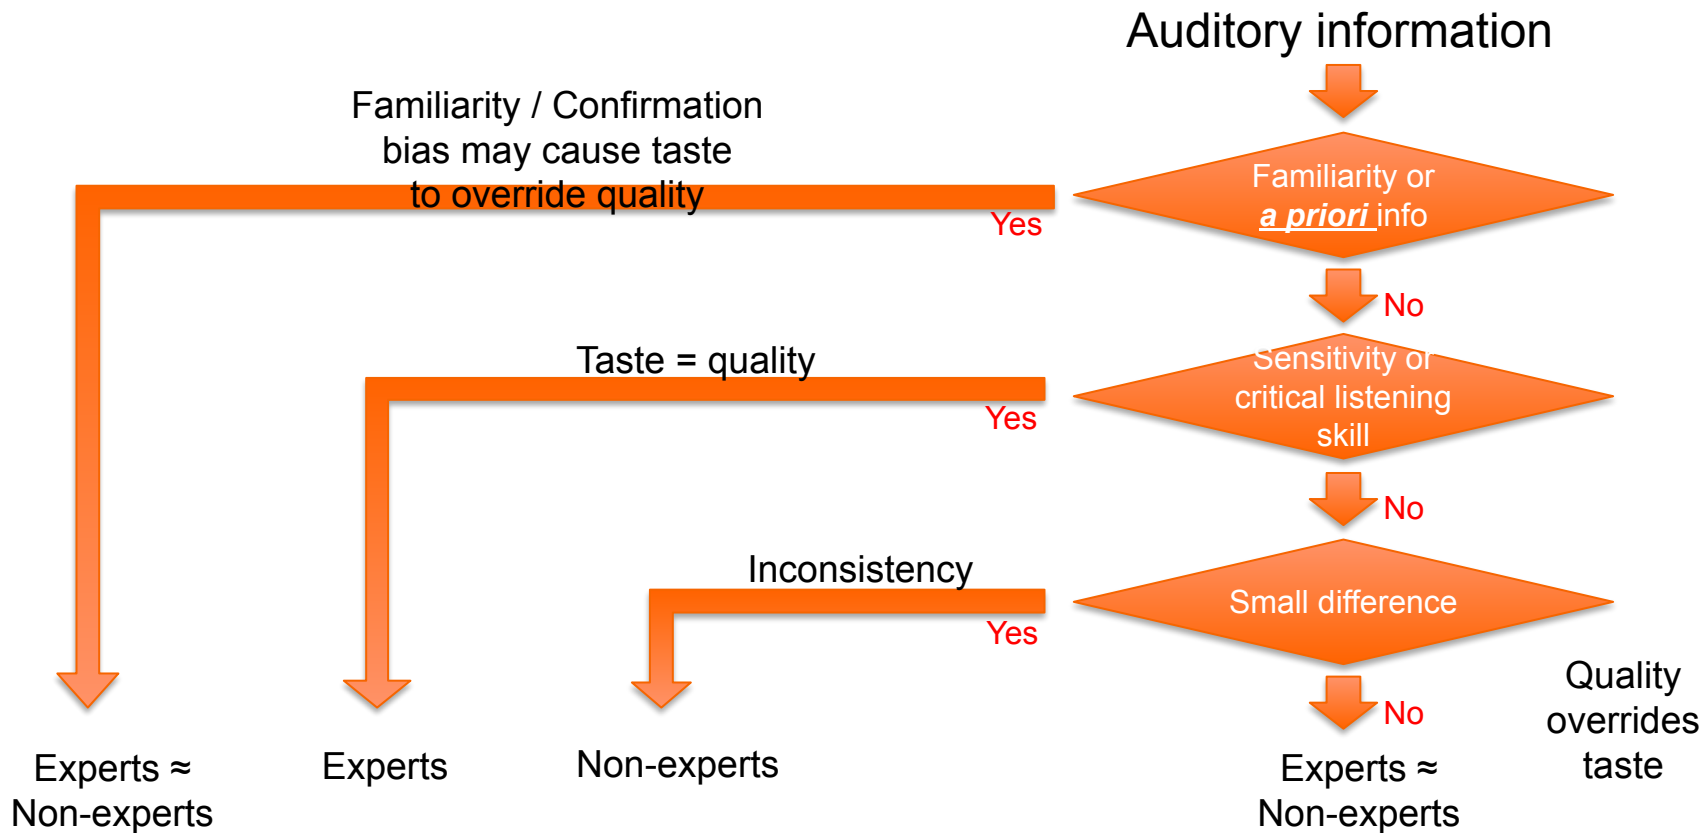 Auditory information
Familiarity / Confirmation
bias may cause taste
to override quality
Familiarity or
a priori info
Yes
No
Taste = quality
Sensitivity or
critical listening
skill
Yes
No
Inconsistency
Small difference
Yes
No
Quality
overrides
taste
Experts ≈
Non-experts
Experts
Non-experts
Experts ≈
Non-experts